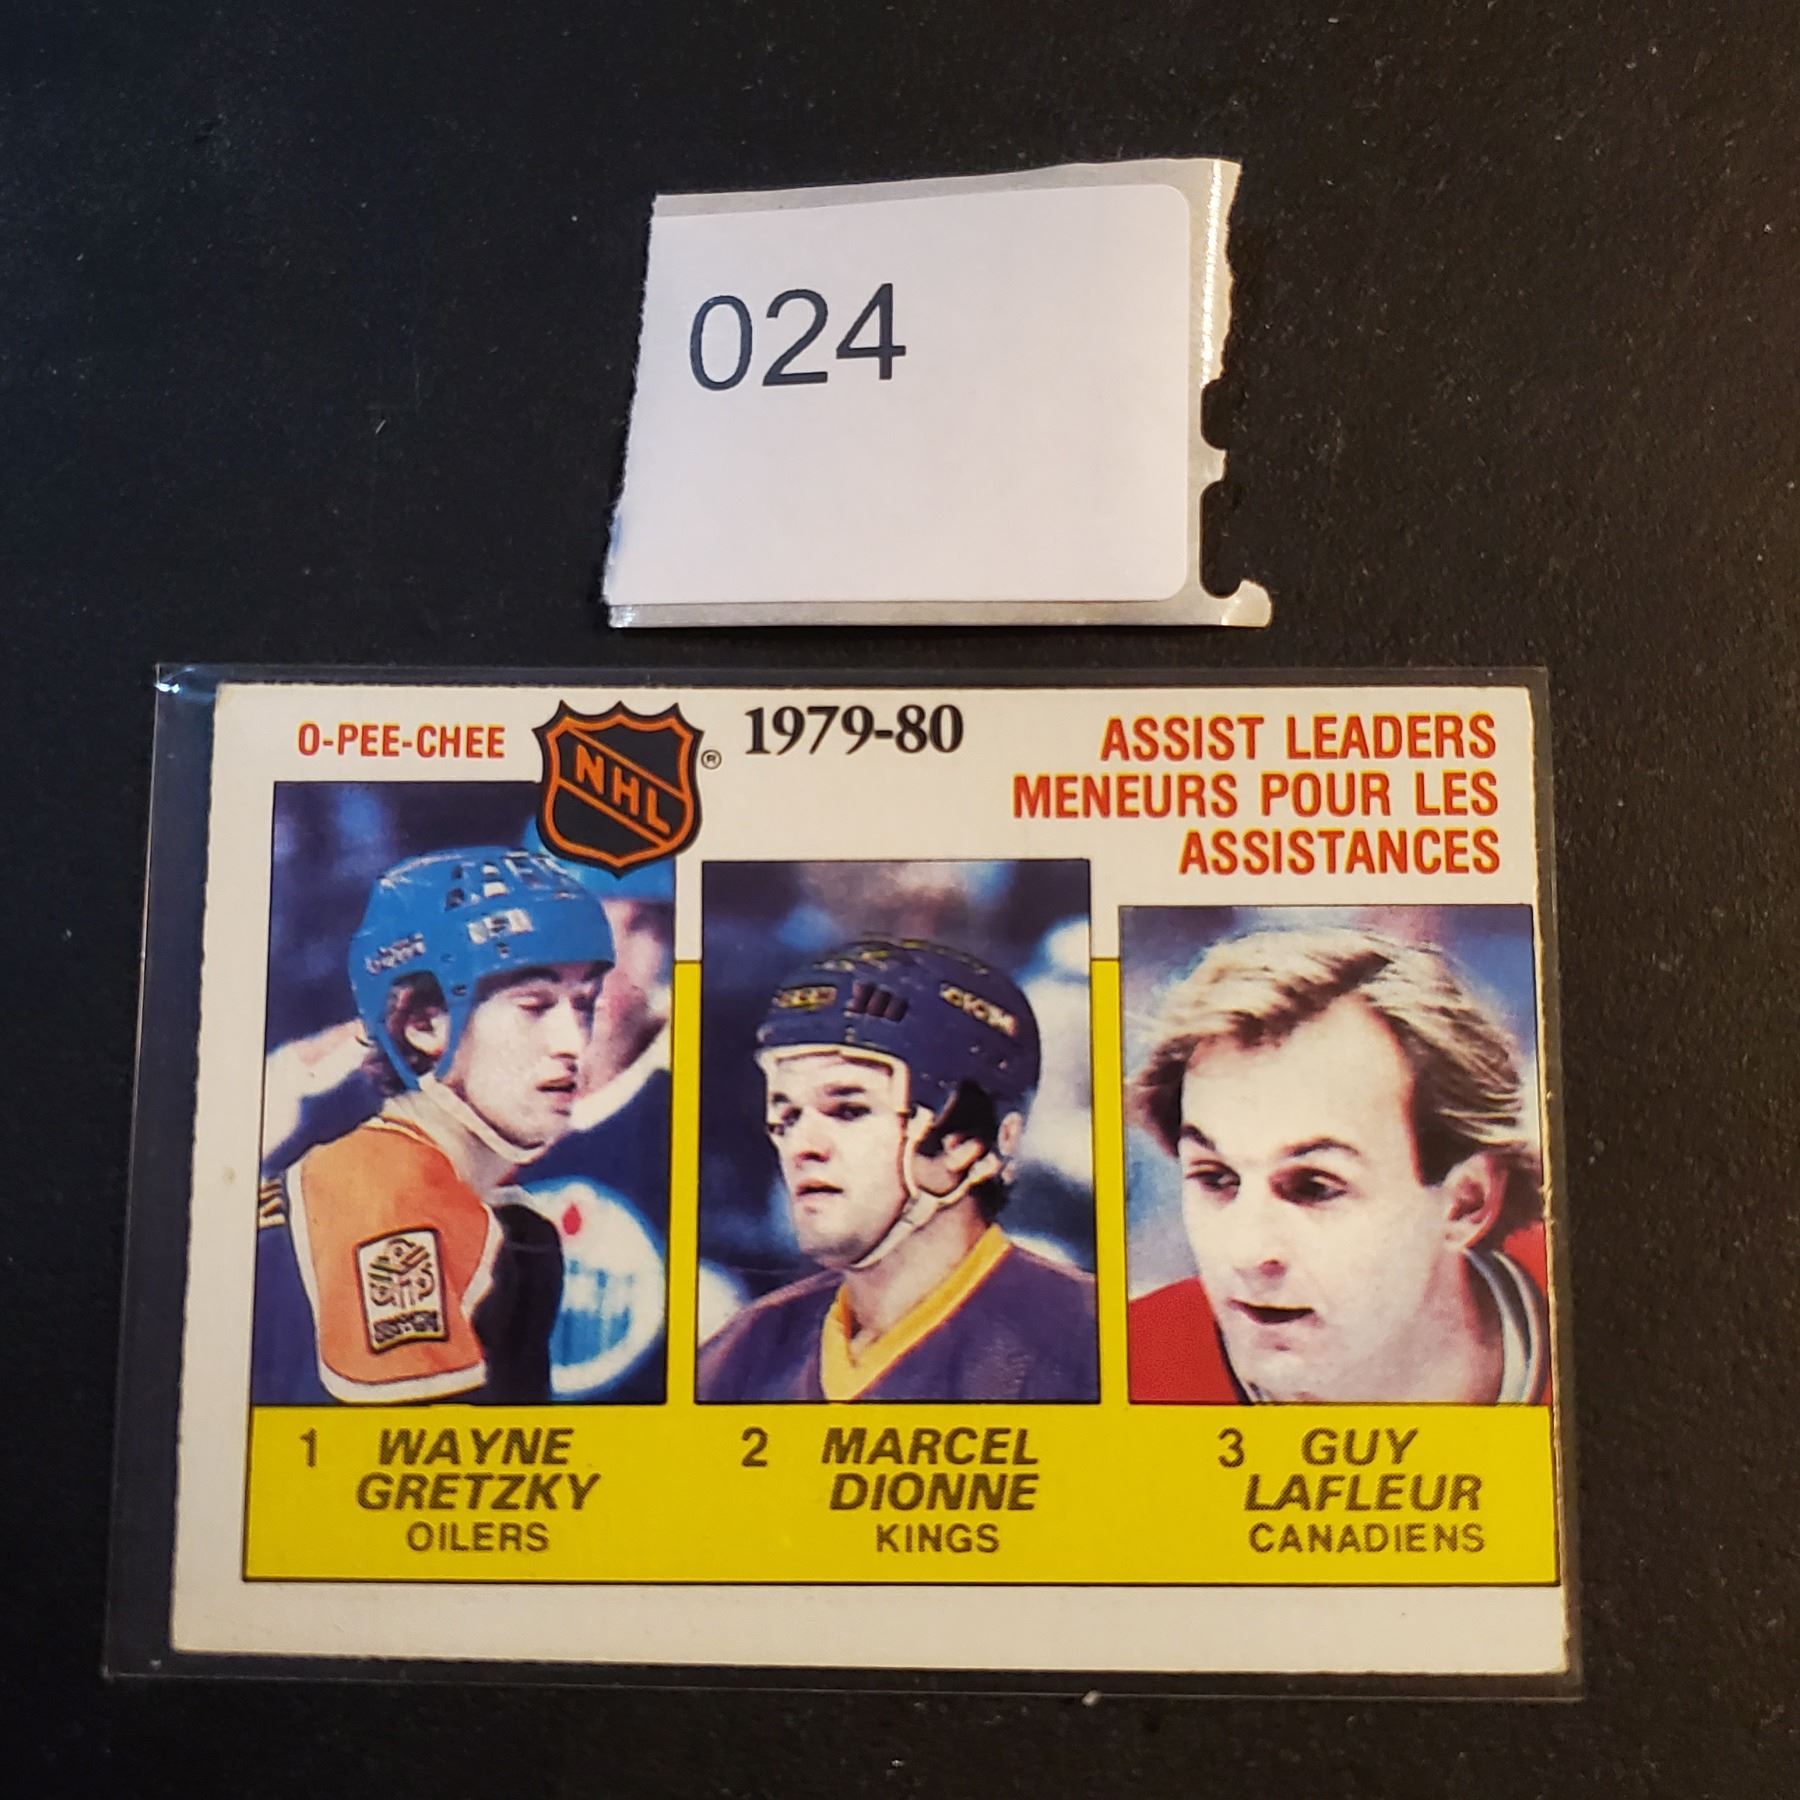 024
O-PEE-CHEE
NHL
®
1979-80
ASSIST LEADERS
MENEURS POUR LES
ASSISTANCES
1 WAYNE
GRETZKY
OILERS
2 MARCEL
DIONNE
KINGS
3 GUY
LAFLEUR
CANADIENS